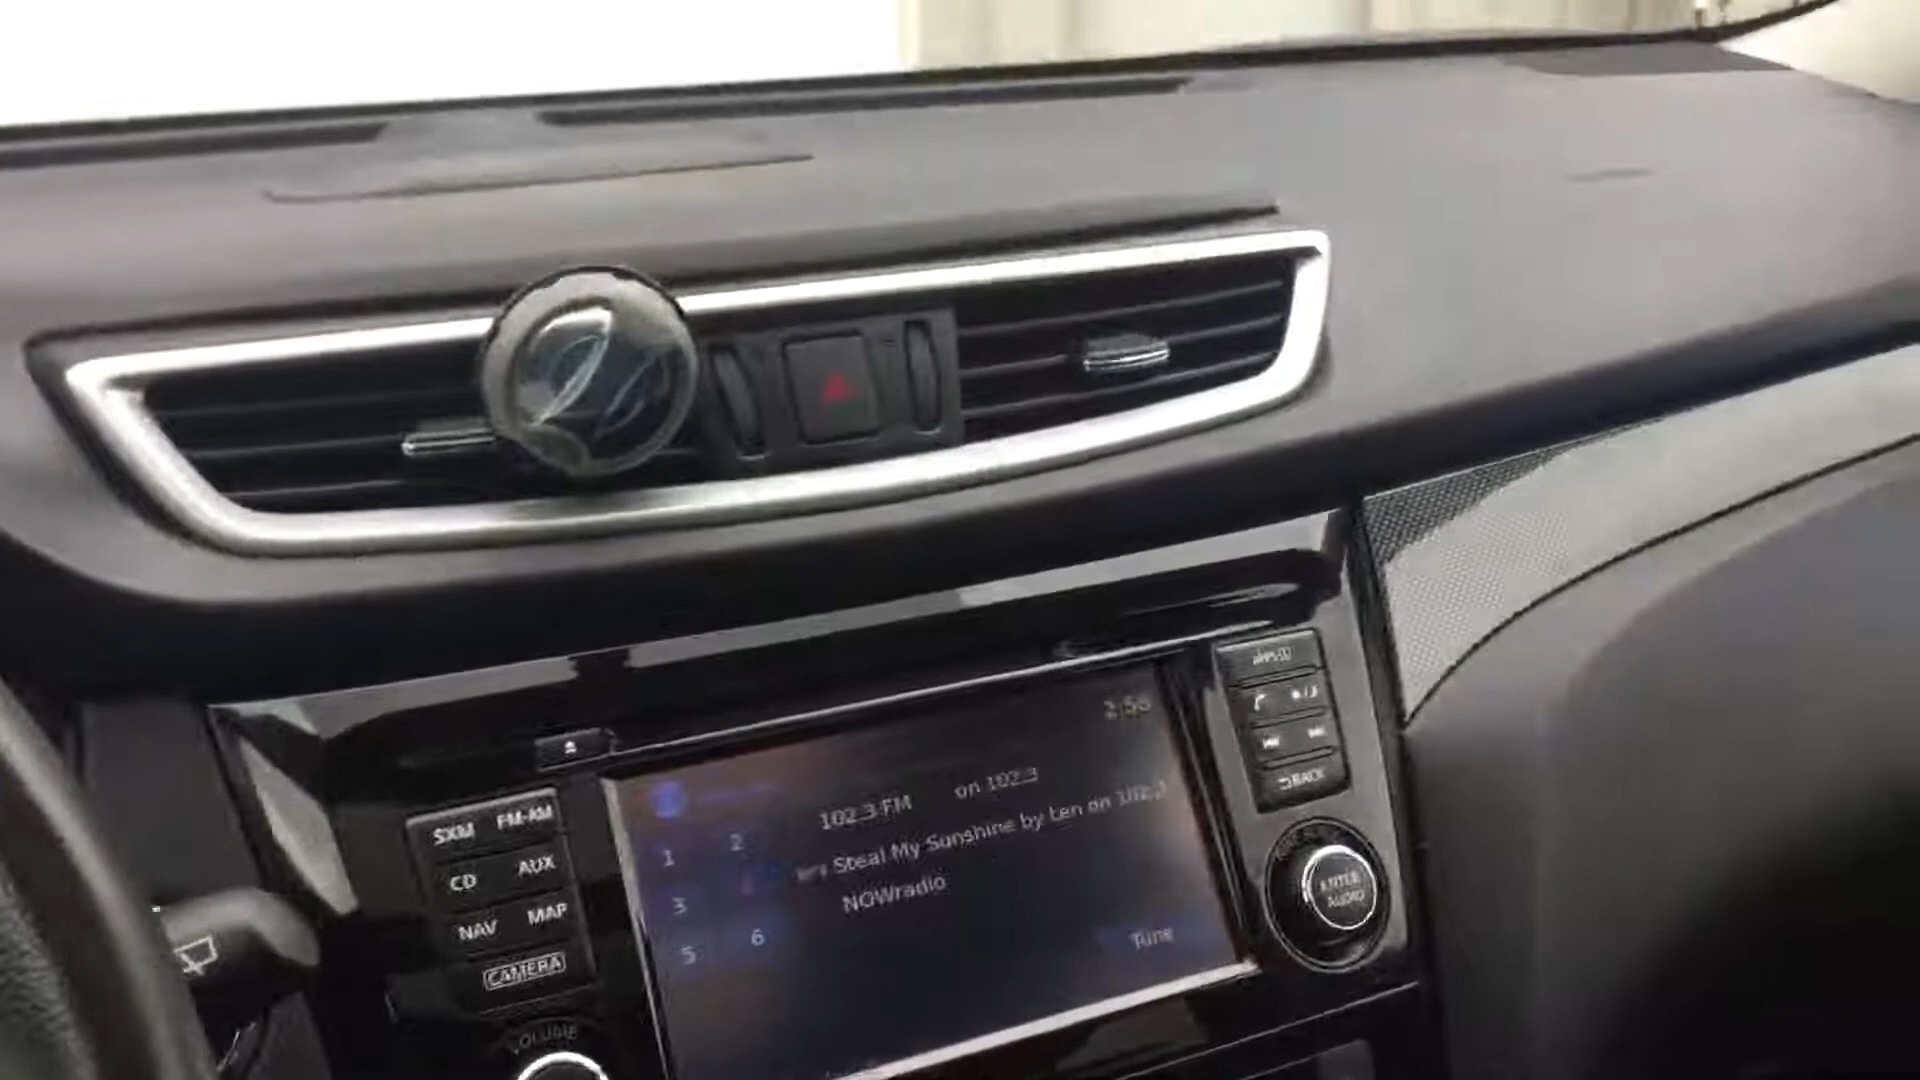 2:56
102.3 FM on 102.3
Steal My Sunshine by Len on 102.3
NOWradio
1 2
3 4
5 6
Tune
SXM FM-AM
CD AUX
NAV MAP
CAMERA
VOLUME
BACK
ENTER
AUDIO